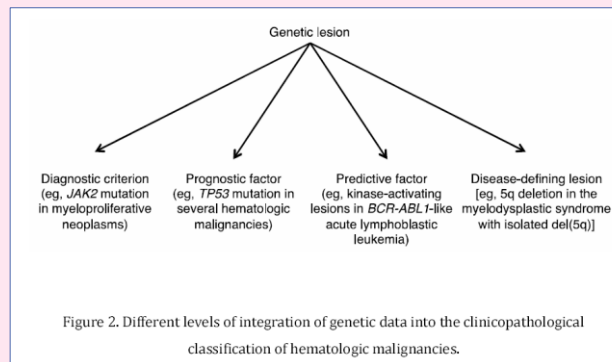 Genetic lesion
Diagnostic criterion
(eg, JAK2 mutation
in myeloproliferative
neoplasms)
Prognostic factor
(eg, TP53 mutation in
several hematologic
malignancies)
Predictive factor
(eg, kinase-activating
lesions in BCR-ABL1-like
acute lymphoblastic
leukemia)
Disease-defining lesion
[eg, 5q deletion in the
myelodysplastic syndrome
with isolated del(5q)]
Figure 2. Different levels of integration of genetic data into the clinicopathological
classification of hematologic malignancies.